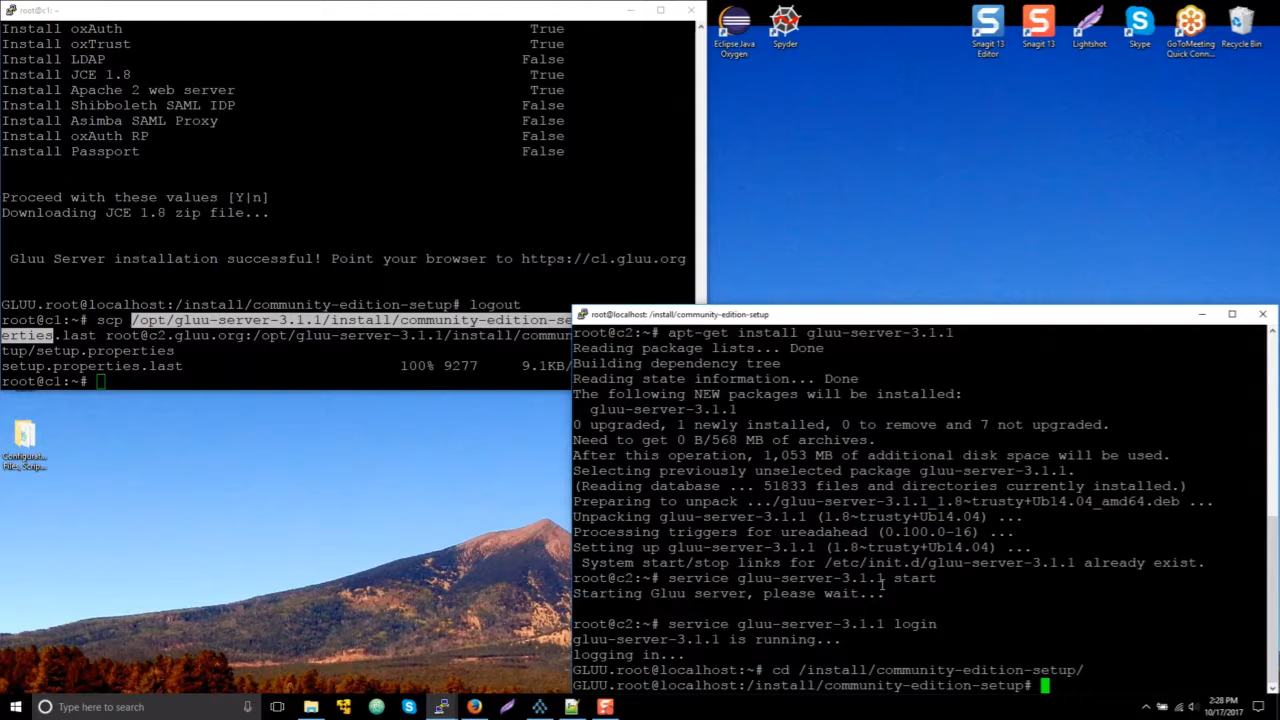 root@c1: ~
Install oxAuth True
Install oxTrust True
Install LDAP False
Install JCE 1.8 True
Install Apache 2 web server True
Install Shibboleth SAML IDP False
Install Asimba SAML Proxy False
Install oxAuth RP False
Install Passport False
Proceed with these values [Y|n]
Downloading JCE 1.8 zip file...
Gluu Server installation successful! Point your browser to https://c1.gluu.org
GLUU.root@localhost:/install/community-edition-setup# logout
root@c1:~# scp /opt/gluu-server-3.1.1/install/community-edition-se
erties.last root@c2.gluu.org:/opt/gluu-server-3.1.1/install/commun
tup/setup.properties
setup.properties.last 100% 9277 9.1KB/
root@c1:~#
Eclipse Java
Oxygen
Spyder
Snagit 13
Editor
Snagit 13
Lightshot
Skype
GoToMeeting
Quick Conn...
Recycle Bin
Configurat...
Files, Scrip...
root@localhost: /install/community-edition-setup
root@c2:~# apt-get install gluu-server-3.1.1
Reading package lists... Done
Building dependency tree
Reading state information... Done
The following NEW packages will be installed:
gluu-server-3.1.1
0 upgraded, 1 newly installed, 0 to remove and 7 not upgraded.
Need to get 0 B/568 MB of archives.
After this operation, 1,053 MB of additional disk space will be used.
Selecting previously unselected package gluu-server-3.1.1.
(Reading database ... 51833 files and directories currently installed.)
Preparing to unpack .../gluu-server-3.1.1_1.8~trusty+Ub14.04_amd64.deb ...
Unpacking gluu-server-3.1.1 (1.8~trusty+Ub14.04) ...
Processing triggers for ureadahead (0.100.0-16) ...
Setting up gluu-server-3.1.1 (1.8~trusty+Ub14.04) ...
System start/stop links for /etc/init.d/gluu-server-3.1.1 already exist.
root@c2:~# service gluu-server-3.1.1 start
Starting Gluu server, please wait...
root@c2:~# service gluu-server-3.1.1 login
gluu-server-3.1.1 is running...
logging in...
GLUU.root@localhost:~# cd /install/community-edition-setup/
GLUU.root@localhost:/install/community-edition-setup#
Type here to search
2:28 PM
10/17/2017